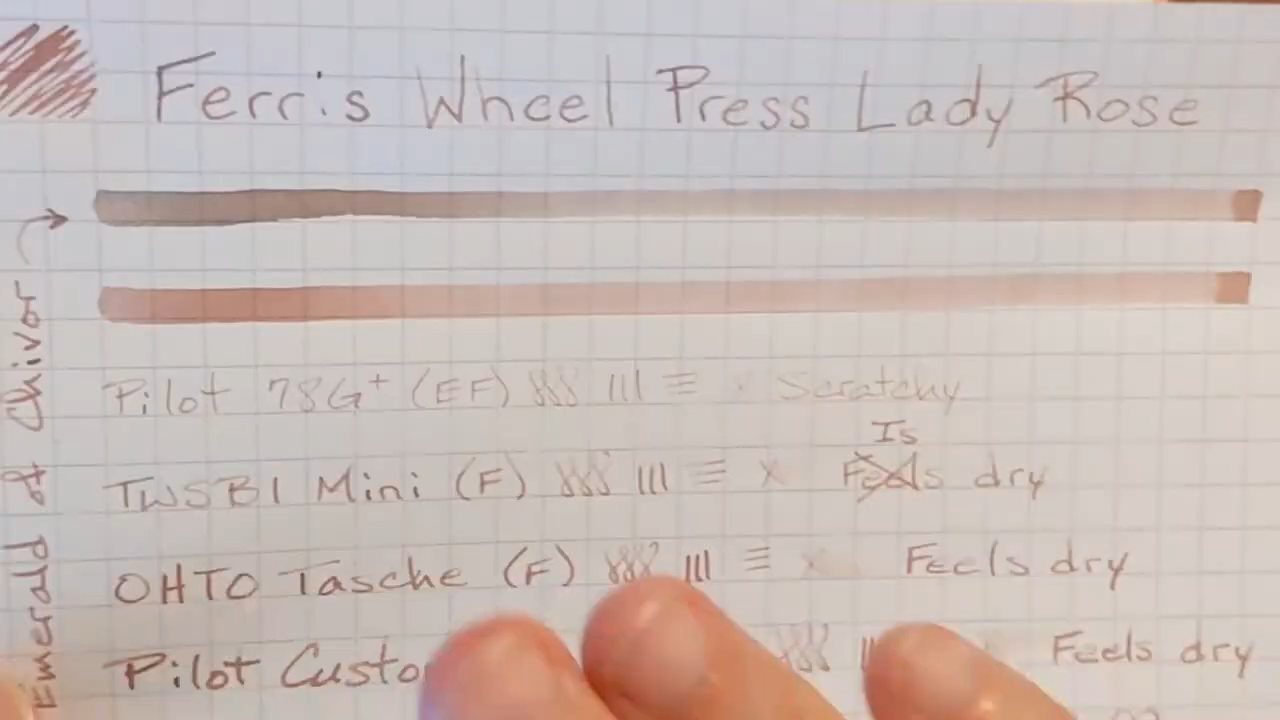 Ferris Wheel Press Lady Rose
Emerald of Chivor
Pilot 78G+ (EF) Scratchy
Is
TWSBI Mini (F) X Feels dry
OHTO Tasche (F) X Feels dry
Pilot Feels dry